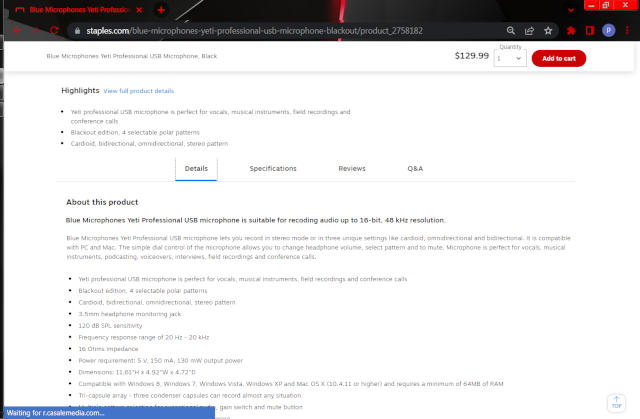 Blue Microphones Yeti Professio
staples.com/blue-microphones-yeti-professional-usb-microphone-blackout/product_2758182
P
Blue Microphones Yeti Professional USB Microphone, Black
$129.99
Quantity
1
Add to cart
Highlights View full product details
Yeti professional USB microphone is perfect for vocals, musical instruments, field recordings and
conference calls
Blackout edition, 4 selectable polar patterns
Cardioid, bidirectional, omnidirectional, stereo pattern
Details Specifications Reviews Q&A
About this product
Blue Microphones Yeti Professional USB microphone is suitable for recoding audio up to 16-bit, 48 kHz resolution.
Blue Microphones Yeti Professional USB microphone lets you record in stereo mode or in three unique settings like cardioid, omnidirectional and bidirectional. It is compatible
with PC and Mac. The simple dial control of the microphone allows you to change headphone volume, select pattern and to mute. Microphone is perfect for vocals, musical
instruments, podcasting, voiceovers, interviews, field recordings and conference calls.
Yeti professional USB microphone is perfect for vocals, musical instruments, field recordings and conference calls
Blackout edition, 4 selectable polar patterns
Cardioid, bidirectional, omnidirectional, stereo pattern
3.5mm headphone monitoring jack
120 dB SPL sensitivity
Frequency response range of 20 Hz - 20 kHz
16 Ohms impedance
Power requirement: 5 V, 150 mA, 130 mW output power
Dimensions: 11.61"H x 4.92"W x 4.72"D
Compatible with Windows 8, Windows 7, Windows Vista, Windows XP and Mac OS X (10.4.11 or higher) and requires a minimum of 64MB of RAM
Tri-capsule array - three condenser capsules can record almost any situation
gain switch and mute button
TOP
Waiting for r.casalemedia.com...